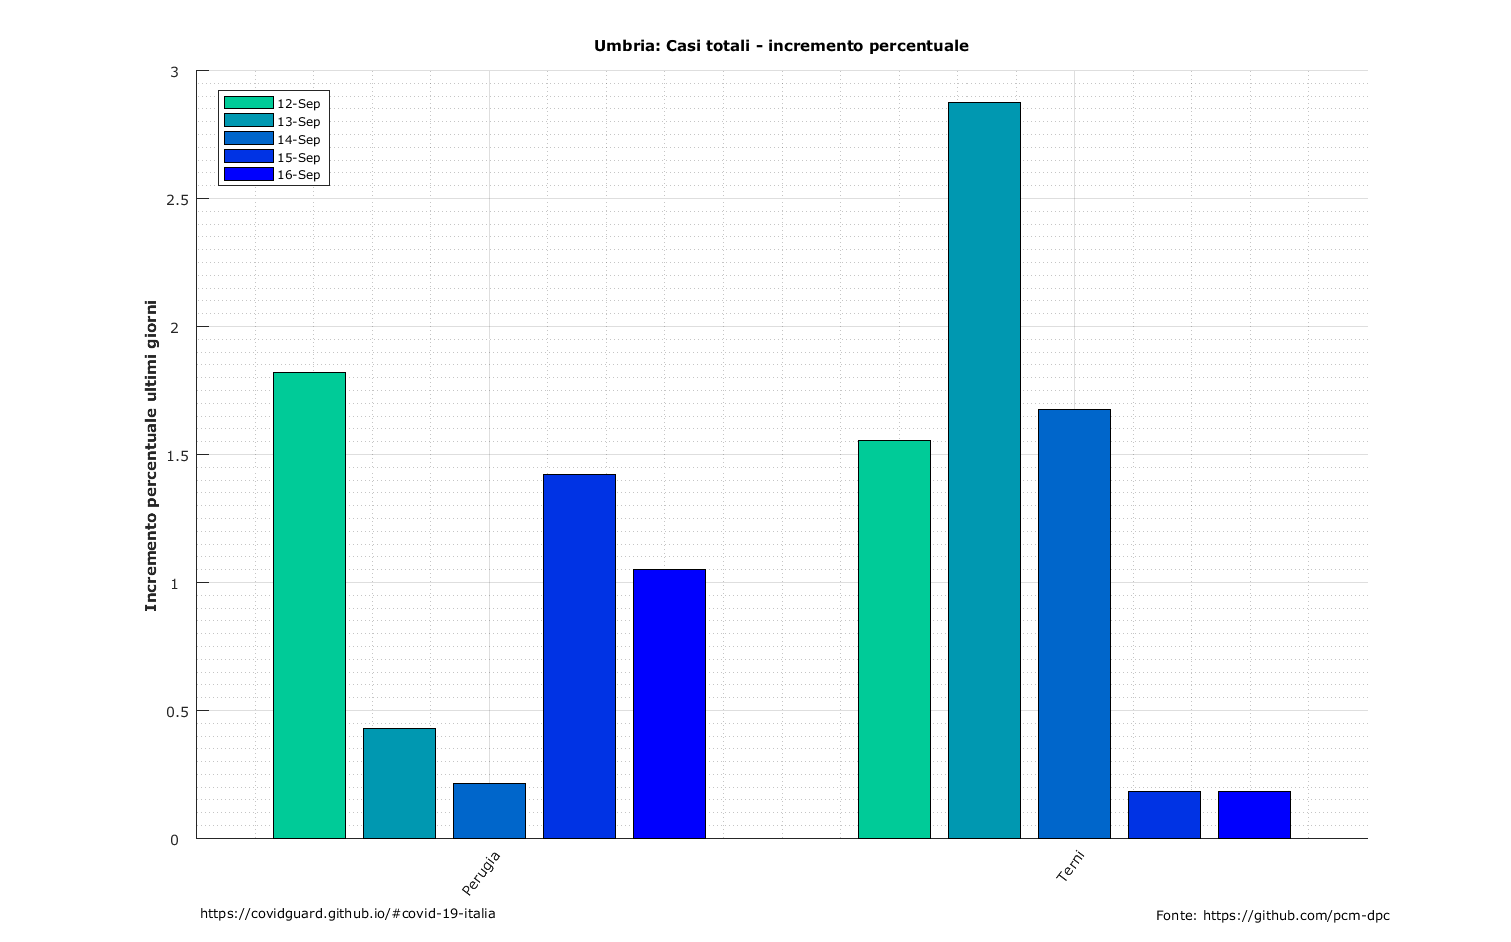 Umbria: Casi totali - incremento percentuale
3
2.5
2
1.5
1
0.5
0
Incremento percentuale ultimi giorni
12-Sep
13-Sep
14-Sep
15-Sep
16-Sep
Perugia
Terni
https://covidguard.github.io/#covid-19-italia
Fonte: https://github.com/pcm-dpc